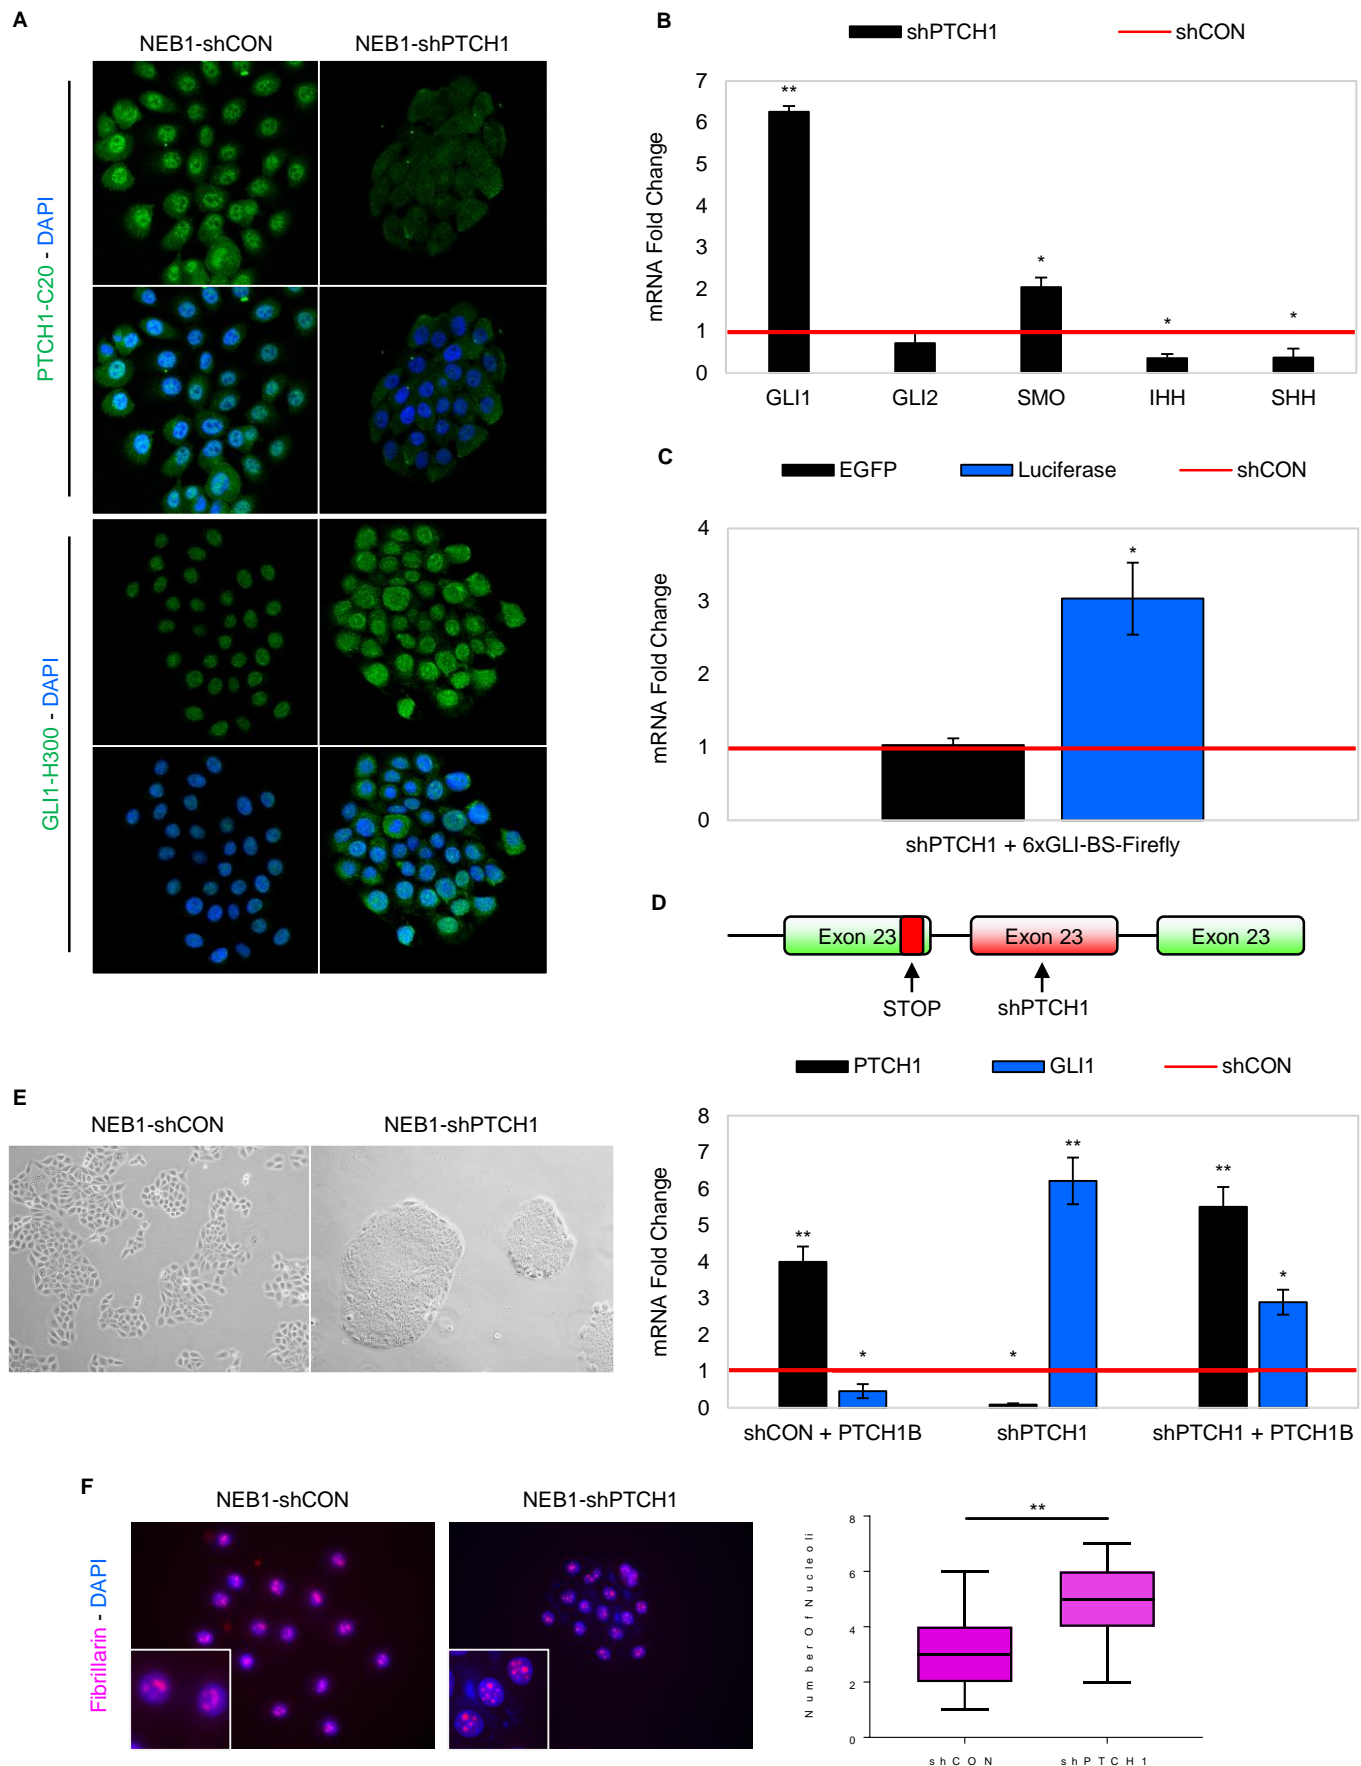 A
NEB1-shCON
NEB1-shPTCH1
PTCH1-C20 - DAPI
GLI1-H300 - DAPI
B
shPTCH1
shCON
mRNA Fold Change
7
6
5
4
3
2
1
0
**
*
*
*
GLI1
GLI2
SMO
IHH
SHH
C
EGFP
Luciferase
shCON
mRNA Fold Change
4
3
2
1
0
*
shPTCH1 + 6xGLI-BS-Firefly
D
Exon 23
Exon 23
Exon 23
STOP
shPTCH1
PTCH1
GLI1
shCON
mRNA Fold Change
8
7
6
5
4
3
2
1
0
**
*
*
**
**
*
shCON + PTCH1B
shPTCH1
shPTCH1 + PTCH1B
E
NEB1-shCON
NEB1-shPTCH1
F
NEB1-shCON
NEB1-shPTCH1
Fibrillarin - DAPI
Number Of Nucleoli
8
6
4
2
0
**
shCON
shPTCH1